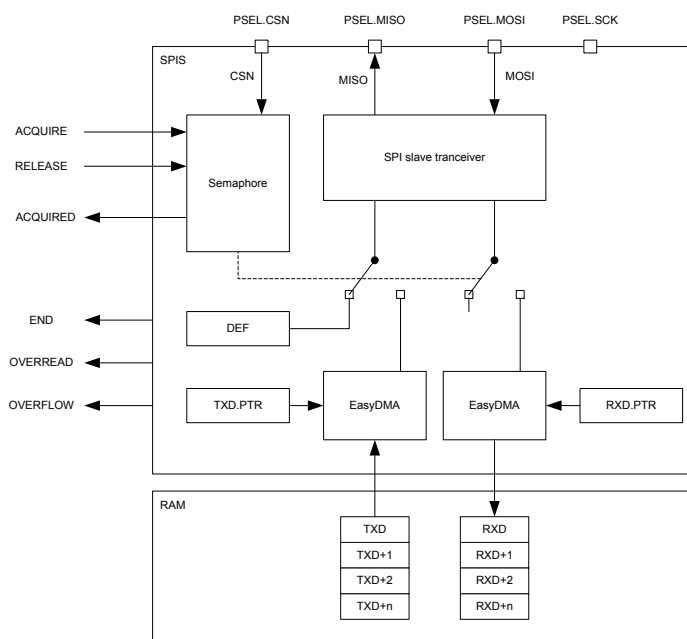 PSEL.CSN PSEL.MISO PSEL.MOSI PSEL.SCK
SPIS
CSN MISO MOSI
ACQUIRE
RELEASE
ACQUIRED
Semaphore
SPI slave tranceiver
END
OVERREAD
OVERFLOW
DEF
TXD.PTR EasyDMA EasyDMA RXD.PTR
RAM
TXD RXD
TXD+1 RXD+1
TXD+2 RXD+2
TXD+n RXD+n